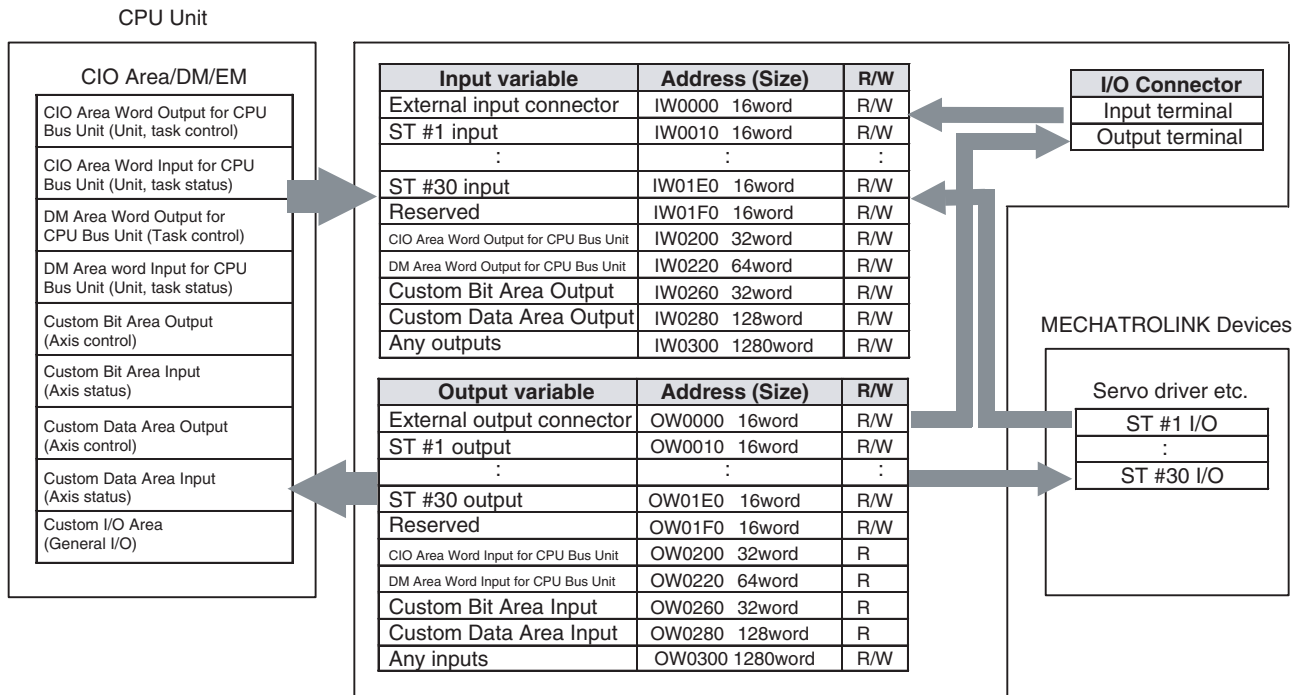 CPU Unit
CIO Area/DM/EM
CIO Area Word Output for CPU
Bus Unit (Unit, task control)
CIO Area Word Input for CPU
Bus Unit (Unit, task status)
DM Area Word Output for
CPU Bus Unit (Task control)
DM Area word Input for CPU
Bus Unit (Unit, task status)
Custom Bit Area Output
(Axis control)
Custom Bit Area Input
(Axis status)
Custom Data Area Output
(Axis control)
Custom Data Area Input
(Axis status)
Custom I/O Area
(General I/O)
Input variable Address (Size) R/W
External input connector IW0000 16word R/W
ST #1 input IW0010 16word R/W
: : :
ST #30 input IW01E0 16word R/W
Reserved IW01F0 16word R/W
CIO Area Word Output for CPU Bus Unit IW0200 32word R/W
DM Area Word Output for CPU Bus Unit IW0220 64word R/W
Custom Bit Area Output IW0260 32word R/W
Custom Data Area Output IW0280 128word R/W
Any outputs IW0300 1280word R/W
Output variable Address (Size) R/W
External output connector OW0000 16word R/W
ST #1 output OW0010 16word R/W
: : :
ST #30 output OW01E0 16word R/W
Reserved OW01F0 16word R/W
CIO Area Word Input for CPU Bus Unit OW0200 32word R
DM Area Word Input for CPU Bus Unit OW0220 64word R
Custom Bit Area Input OW0260 32word R
Custom Data Area Input OW0280 128word R
Any inputs OW0300 1280word R/W
I/O Connector
Input terminal
Output terminal
MECHATROLINK Devices
Servo driver etc.
ST #1 I/O
:
ST #30 I/O